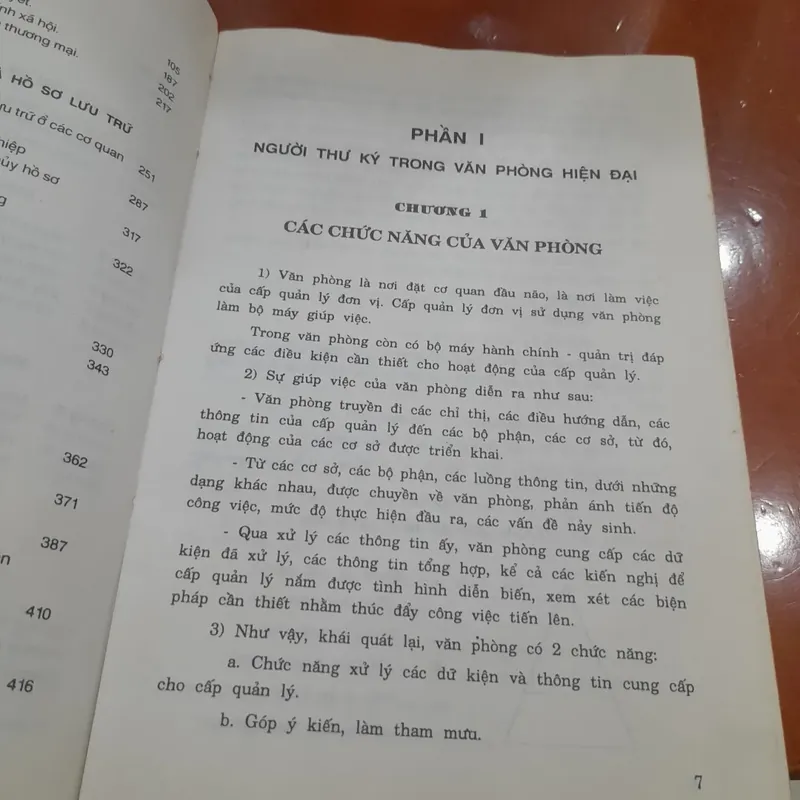 nh xã hội.
thương mại.
105
187
202
217
HỒ SƠ LƯU TRỮ
trữ ở các cơ quan
251
hiệp
hủy hồ sơ
287
317
322
330
343
362
371
387
410
416
PHẦN I
NGƯỜI THƯ KÝ TRONG VĂN PHÒNG HIỆN ĐẠI
CHƯƠNG 1
CÁC CHỨC NĂNG CỦA VĂN PHÒNG
1) Văn phòng là nơi đặt cơ quan đầu não, là nơi làm việc
của cấp quản lý đơn vị. Cấp quản lý đơn vị sử dụng văn phòng
làm bộ máy giúp việc.
Trong văn phòng còn có bộ máy hành chính - quản trị đáp
ứng các điều kiện cần thiết cho hoạt động của cấp quản lý.
2) Sự giúp việc của văn phòng diễn ra như sau:
- Văn phòng truyền đi các chỉ thị, các điều hướng dẫn, các
thông tin của cấp quản lý đến các bộ phận, các cơ sở, từ đó,
hoạt động của các cơ sở được triển khai.
- Từ các cơ sở, các bộ phận, các luồng thông tin, dưới những
dạng khác nhau, được chuyển về văn phòng, phản ánh tiến độ
công việc, mức độ thực hiện đầu ra, các vấn đề nảy sinh.
- Qua xử lý các thông tin ấy, văn phòng cung cấp các dữ
kiện đã xử lý, các thông tin tổng hợp, kể cả các kiến nghị để
cấp quản lý nắm được tình hình diễn biến, xem xét các biện
pháp cần thiết nhằm thúc đẩy công việc tiến lên.
3) Như vậy, khái quát lại, văn phòng có 2 chức năng:
a. Chức năng xử lý các dữ kiện và thông tin cung cấp
cho cấp quản lý.
b. Góp ý kiến, làm tham mưu.
7